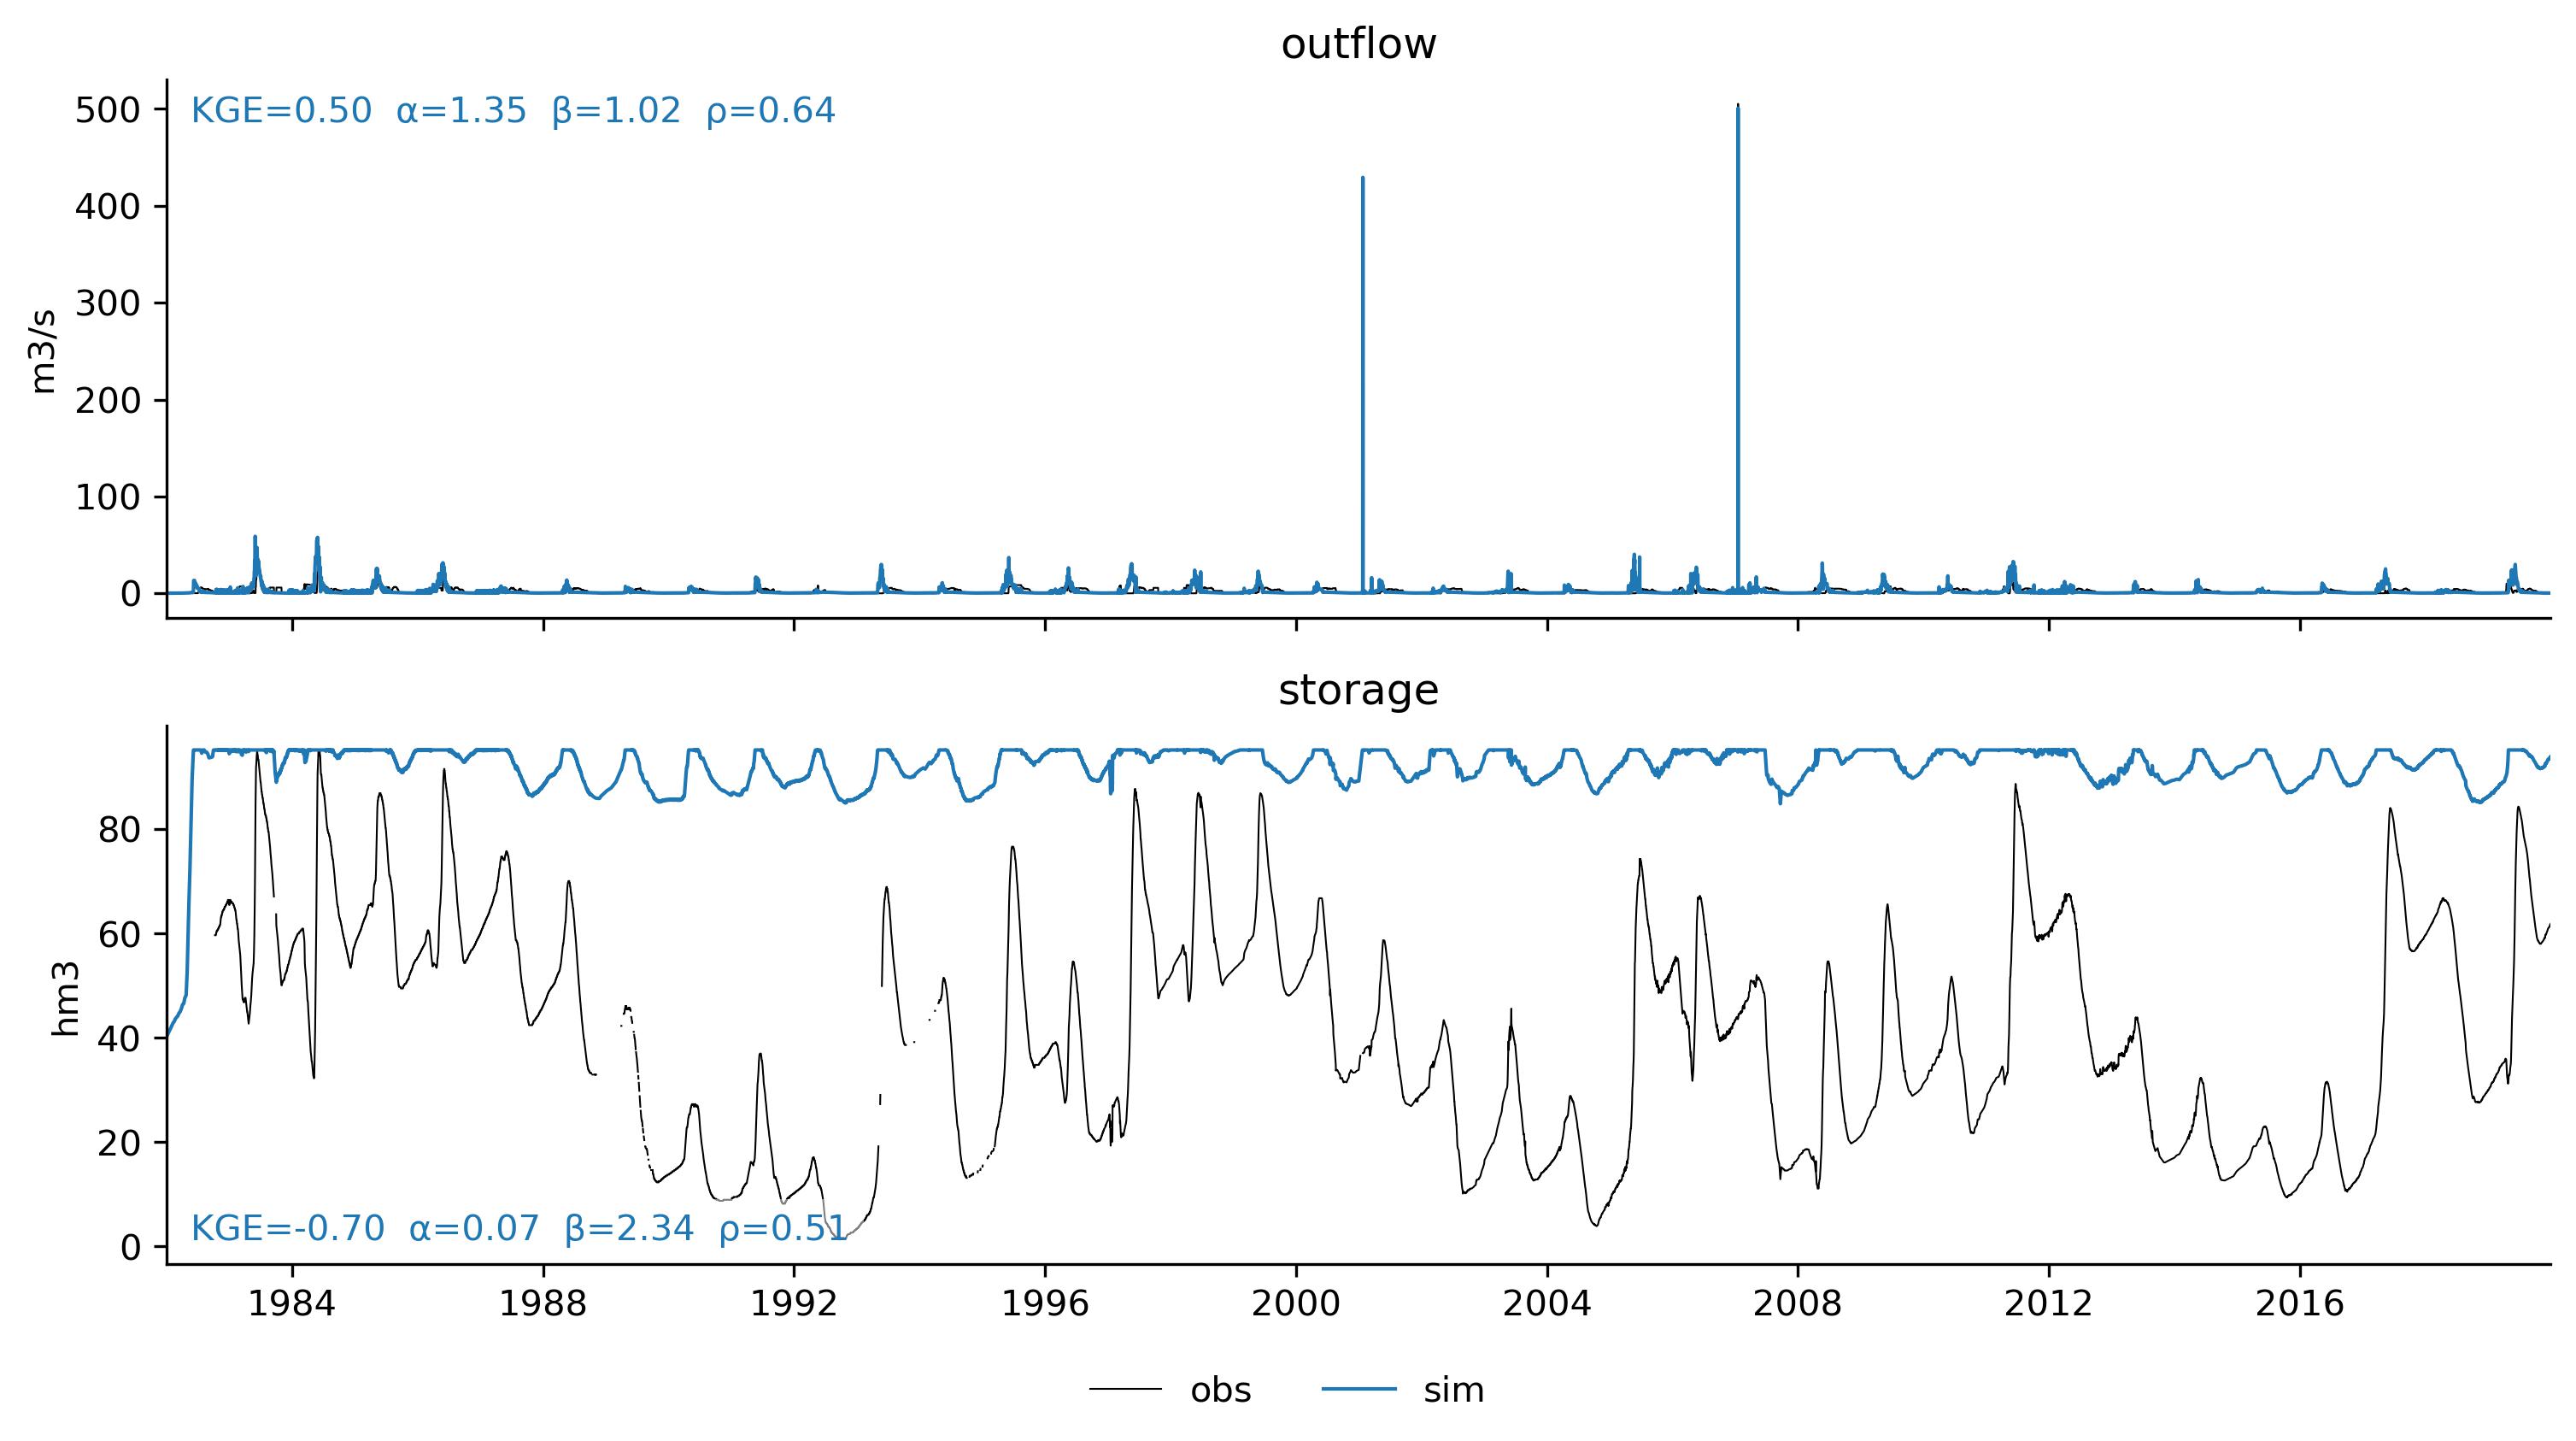 outflow
KGE=0.50 α=1.35 β=1.02 ρ=0.64
500
400
300
200
100
0
m3/s
storage
80
60
40
20
0
hm3
KGE=-0.70 α=0.07 β=2.34 ρ=0.51
1984 1988 1992 1996 2000 2004 2008 2012 2016
obs sim